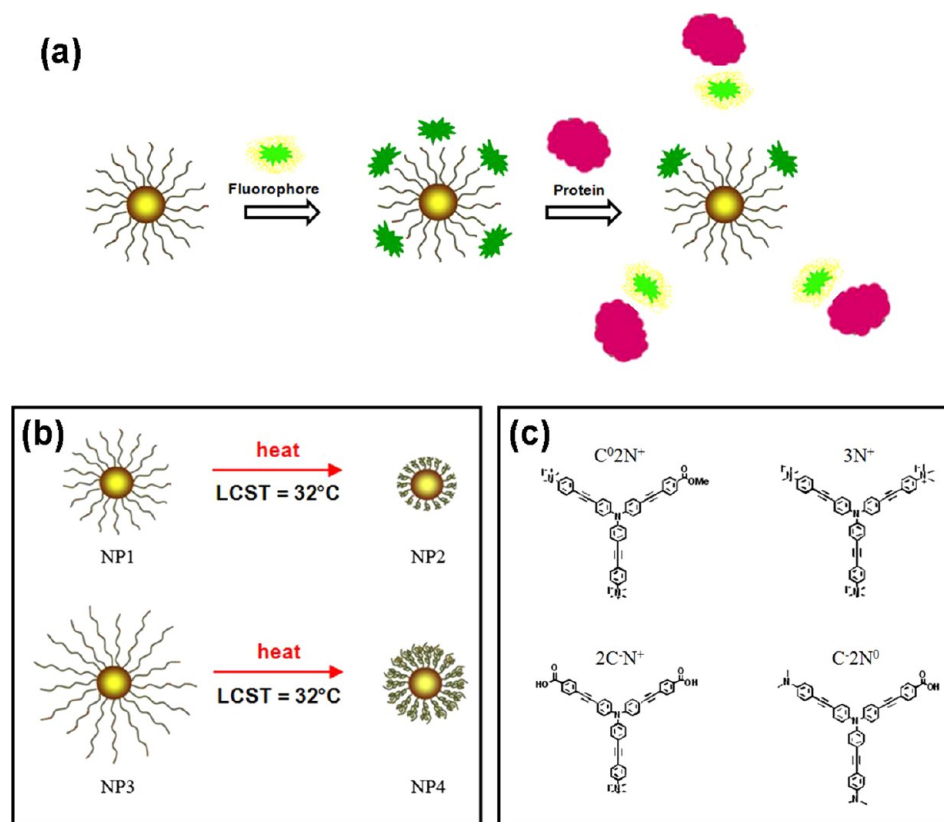 (a)
Fluorophore
Protein
(b)
heat
LCST = 32°C
NP1
NP2
heat
LCST = 32°C
NP3
NP4
(c)
C⁰2N⁺
3N⁺
OMe
N
N
2C⁻N⁺
C⁻2N⁰
HO
OH
OH
N
N